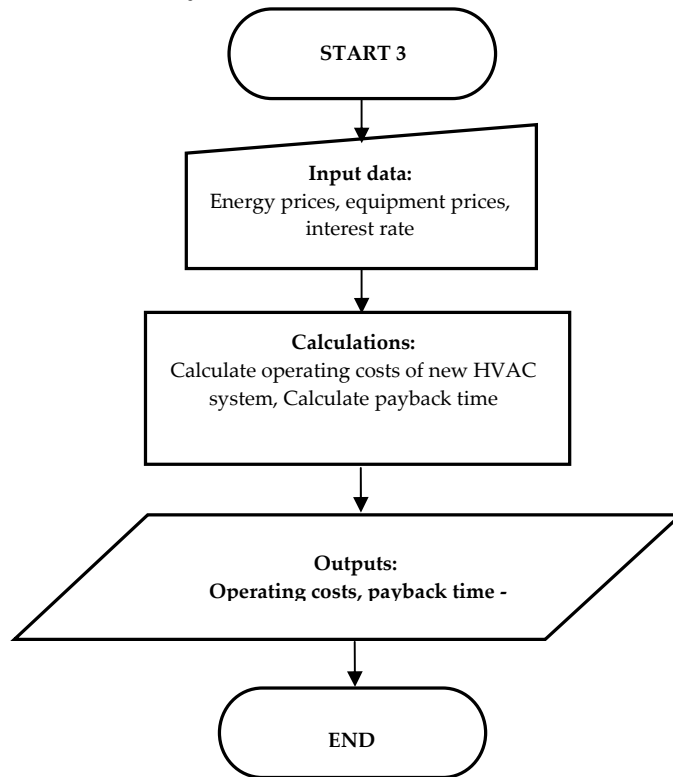 START 3
Input data:
Energy prices, equipment prices,
interest rate
Calculations:
Calculate operating costs of new HVAC
system, Calculate payback time
Outputs:
Operating costs, payback time -
END